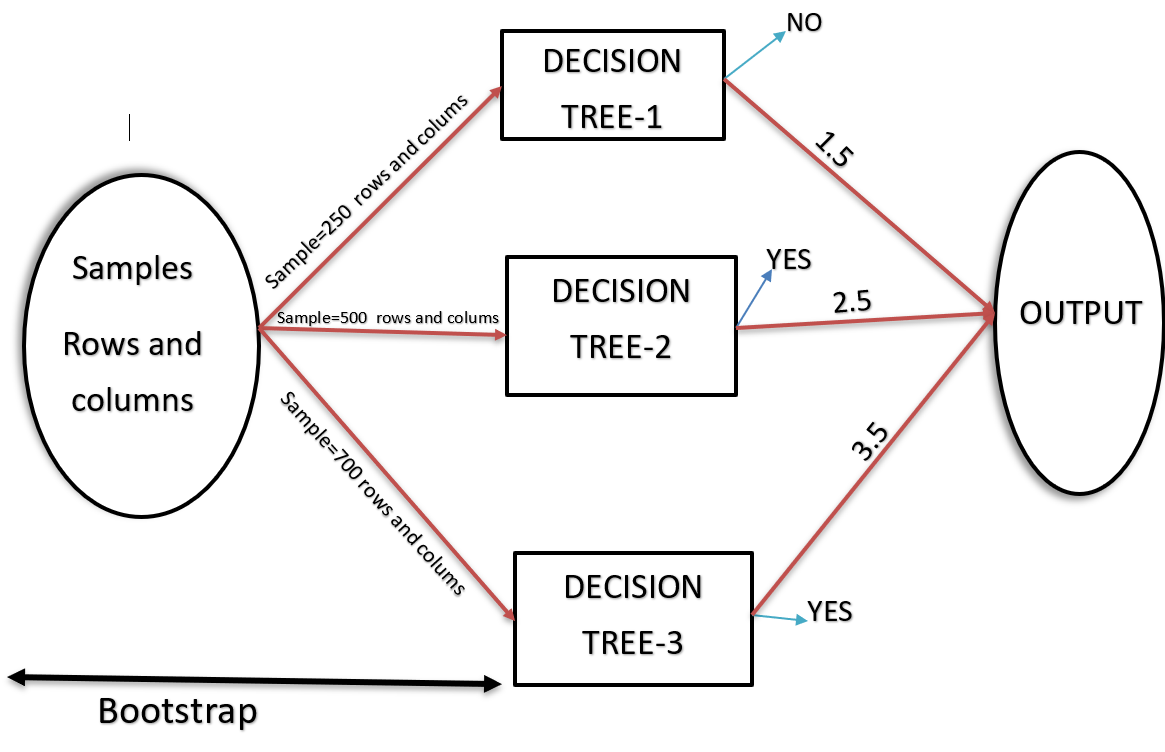 Samples
Rows and
columns
Sample=250 rows and colums
Sample=500 rows and colums
Sample=700 rows and colums
DECISION
TREE-1
NO
1.5
DECISION
TREE-2
YES
2.5
DECISION
TREE-3
YES
3.5
OUTPUT
Bootstrap